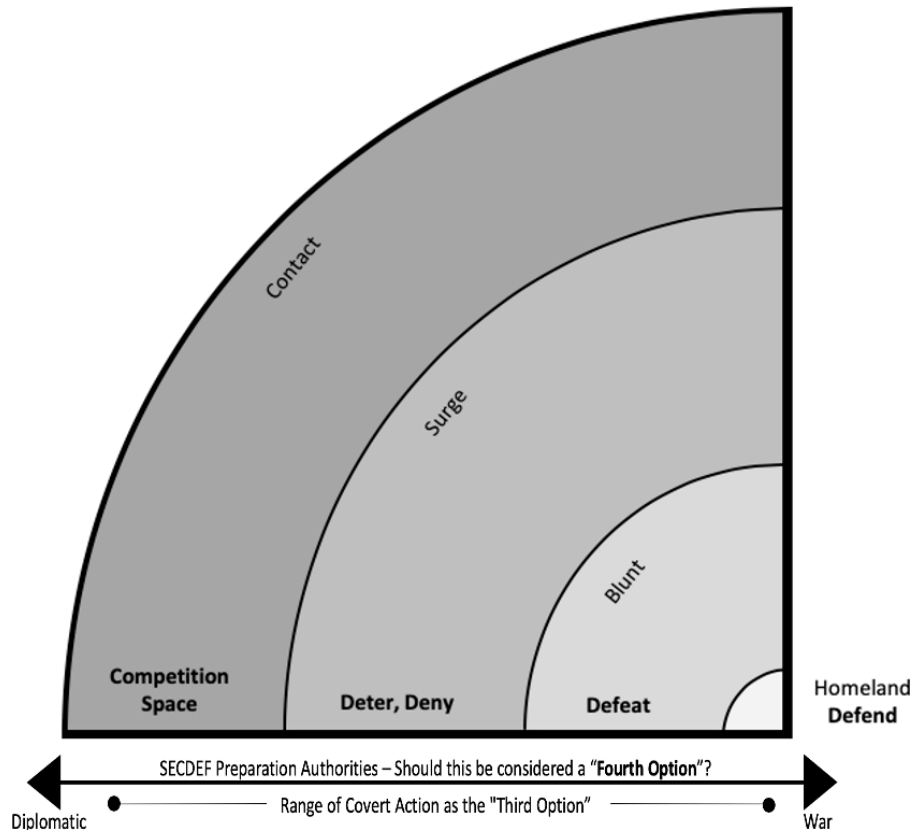 Contact
Surge
Blunt
Competition
Space
Deter, Deny
Defeat
Homeland
Defend
SECDEF Preparation Authorities – Should this be considered a “Fourth Option”?
Range of Covert Action as the "Third Option”
Diplomatic
War